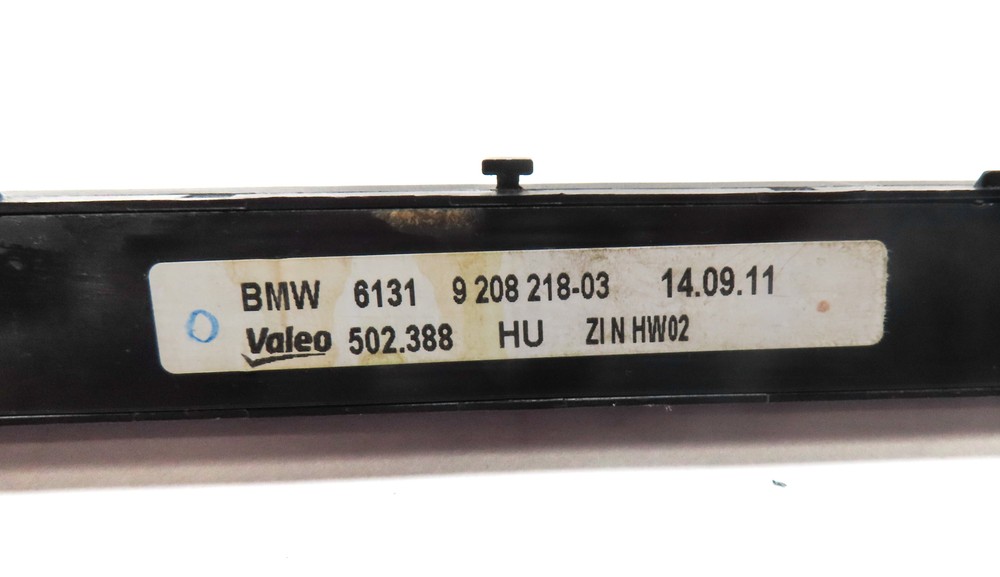 BMW 6131 9 208 218-03 14.09.11
Valeo 502.388 HU ZI N HW02